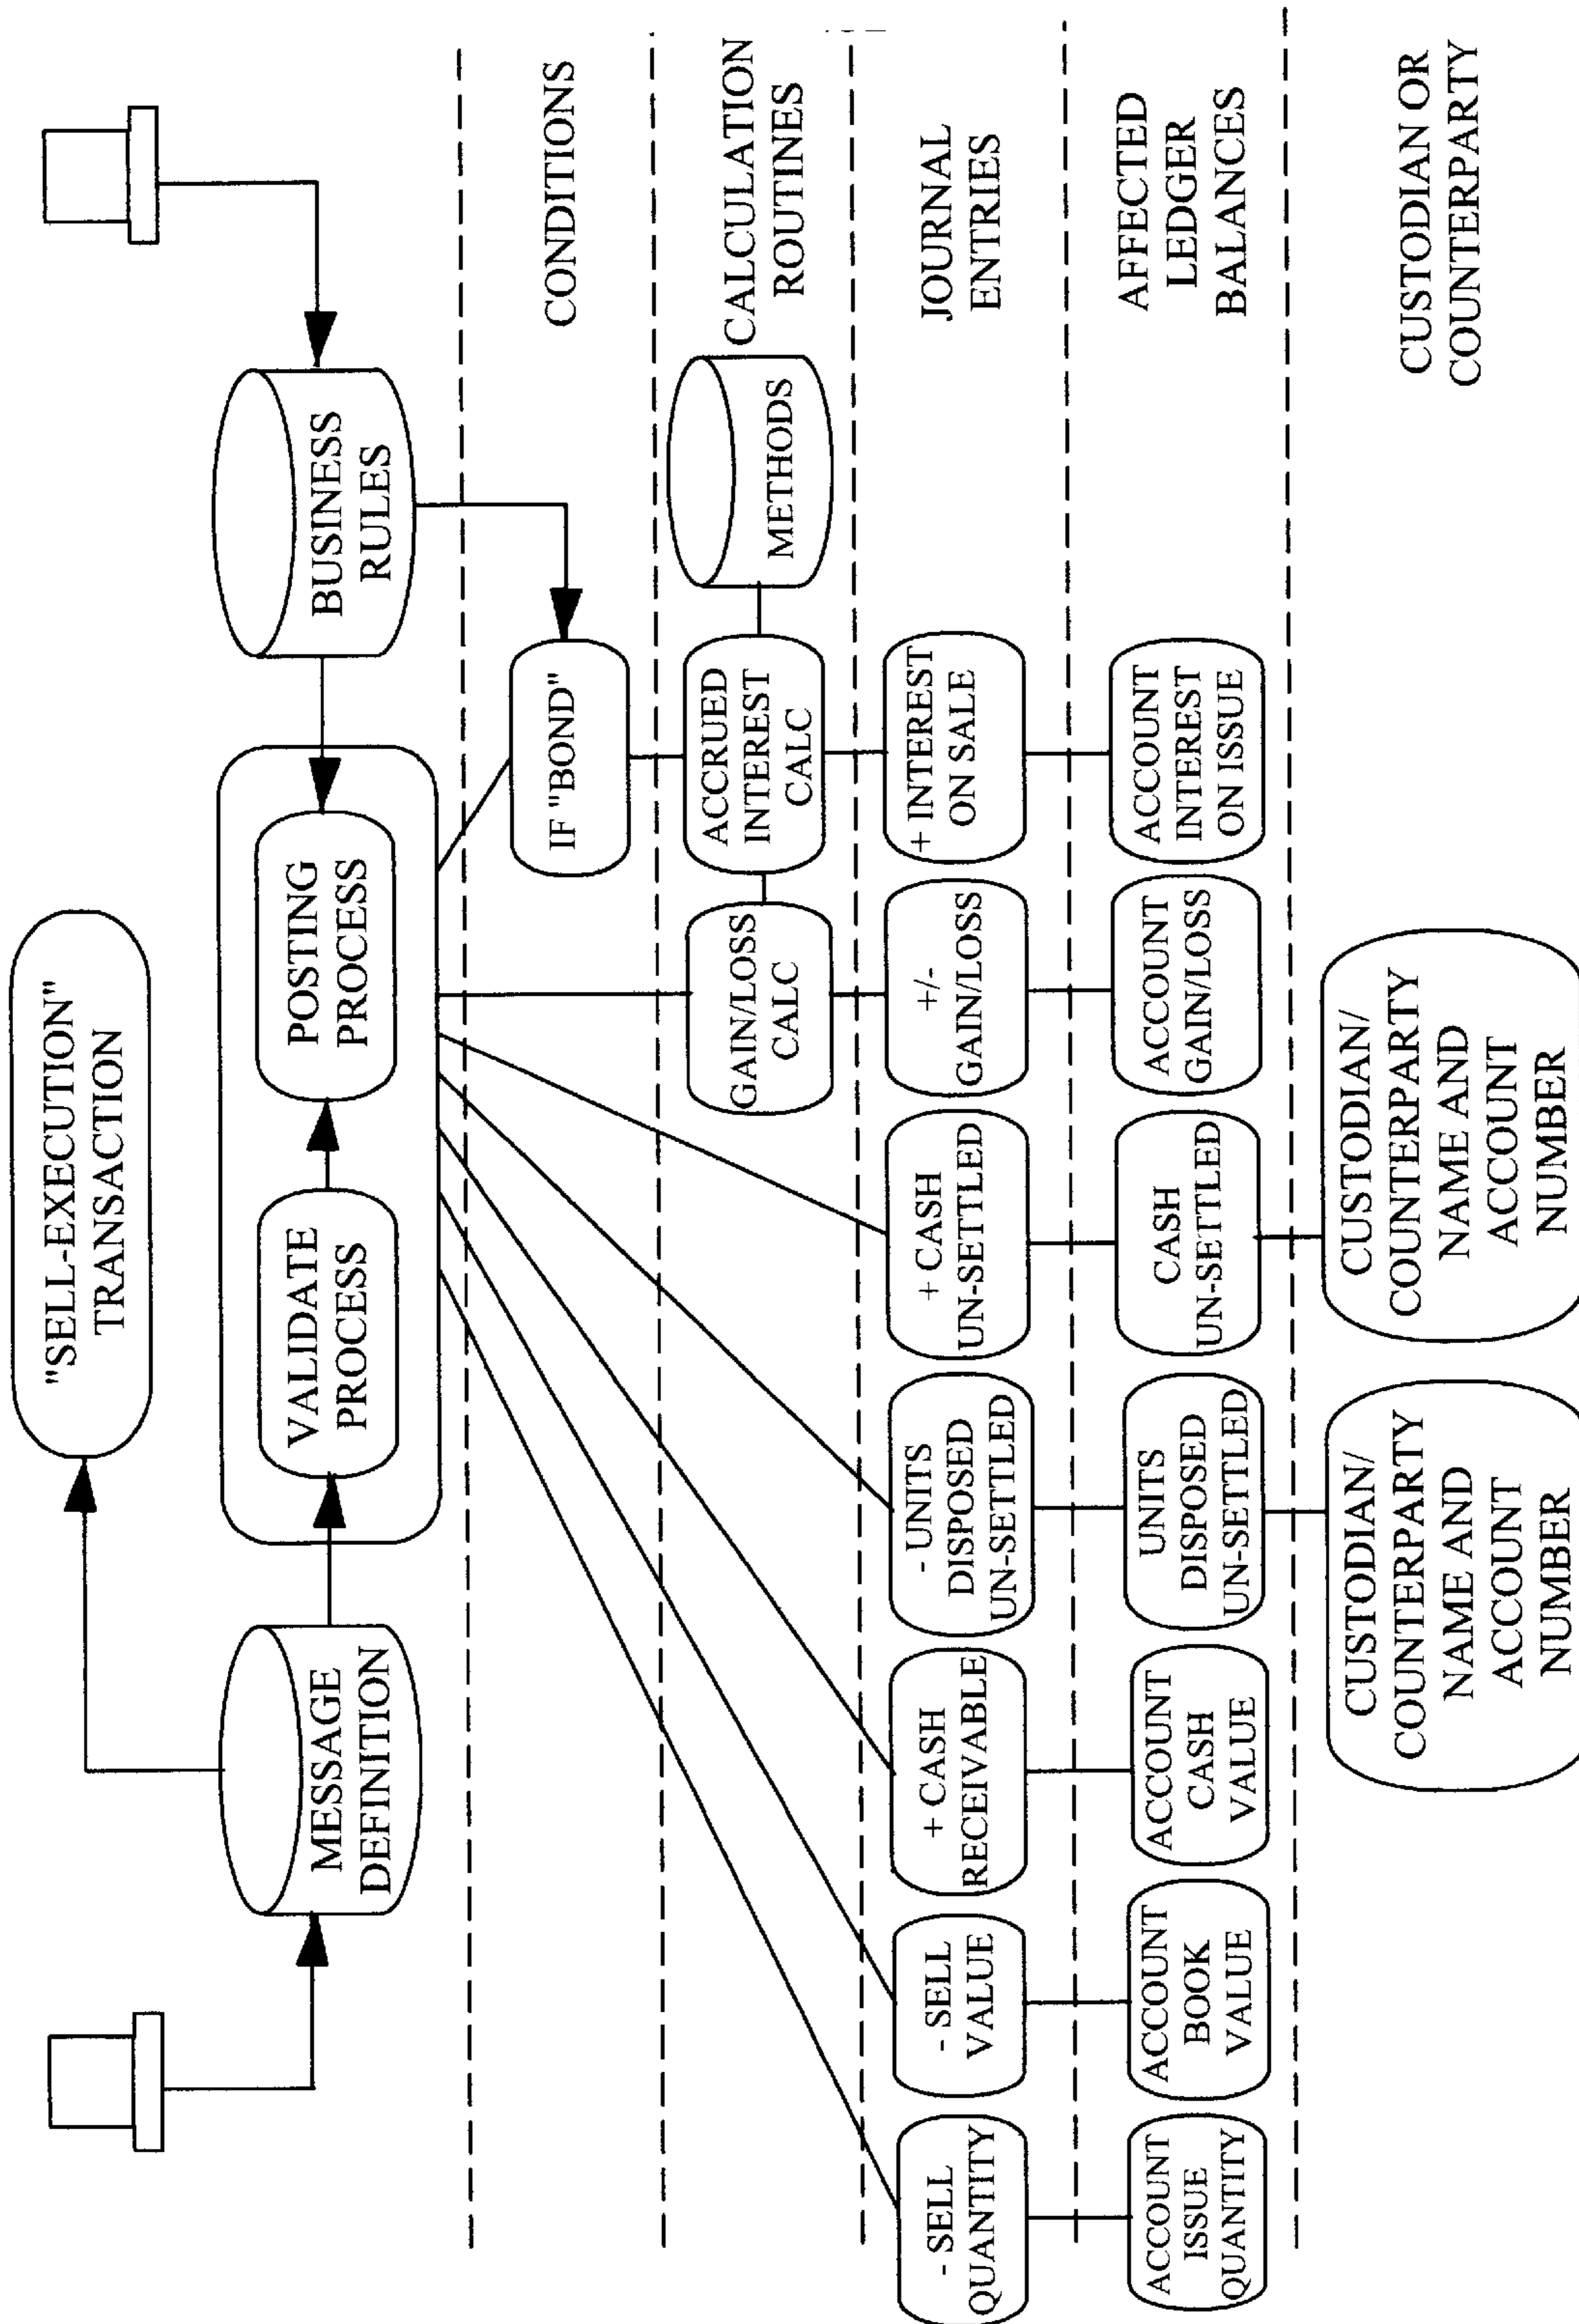 "SELL-EXECUTION"
TRANSACTION
MESSAGE
DEFINITION
VALIDATE
PROCESS
POSTING
PROCESS
BUSINESS
RULES
IF "BOND"
CONDITIONS
GAIN/LOSS
CALC
ACCRUED
INTEREST
CALC
METHODS
CALCULATION
ROUTINES
- SELL
QUANTITY
- SELL
VALUE
+ CASH
RECEIVABLE
- UNITS
DISPOSED
UN-SETTLED
+ CASH
UN-SETTLED
+/-
GAIN/LOSS
+ INTEREST
ON SALE
JOURNAL
ENTRIES
ACCOUNT
ISSUE
QUANTITY
ACCOUNT
BOOK
VALUE
ACCOUNT
CASH
VALUE
UNITS
DISPOSED
UN-SETTLED
CASH
UN-SETTLED
ACCOUNT
GAIN/LOSS
ACCOUNT
INTEREST
ON ISSUE
AFFECTED
LEDGER
BALANCES
CUSTODIAN/
COUNTERPARTY
NAME AND
ACCOUNT
NUMBER
CUSTODIAN/
COUNTERPARTY
NAME AND
ACCOUNT
NUMBER
CUSTODIAN OR
COUNTERPARTY